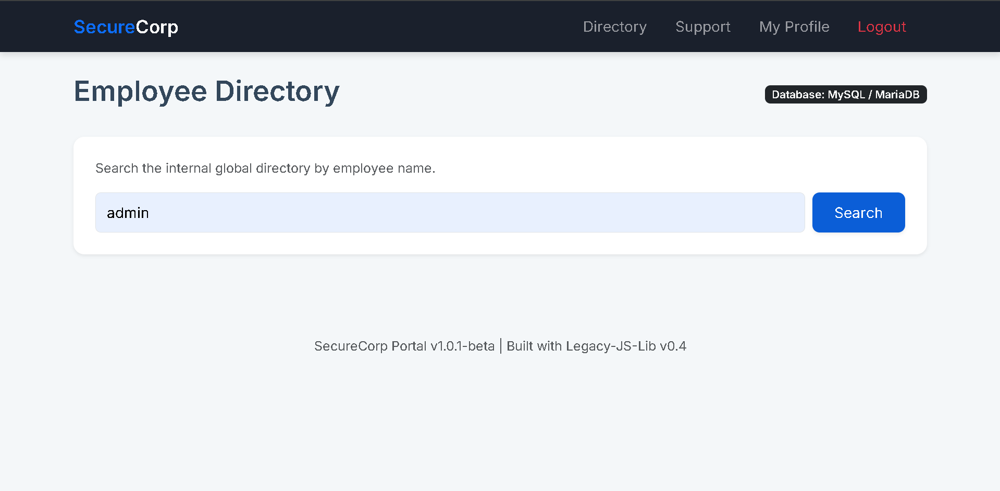 SecureCorp
Directory Support My Profile Logout
Employee Directory
Database: MySQL / MariaDB
Search the internal global directory by employee name.
admin
Search
SecureCorp Portal v1.0.1-beta | Built with Legacy-JS-Lib v0.4